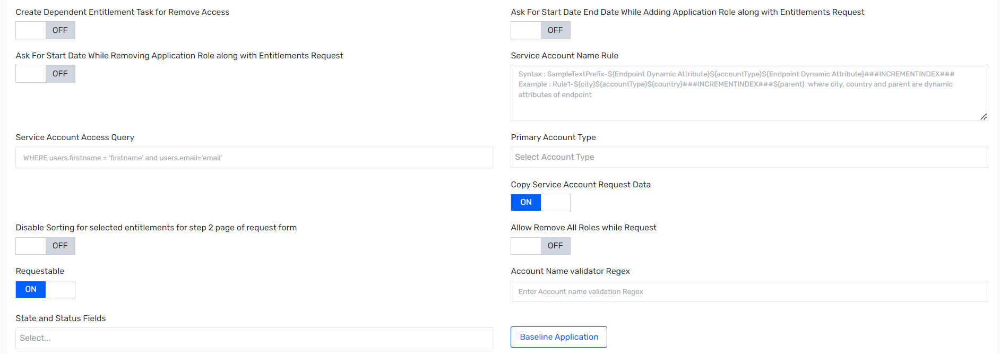 Create Dependent Entitlement Task for Remove Access
OFF
Ask For Start Date End Date While Adding Application Role along with Entitlements Request
OFF
Ask For Start Date While Removing Application Role along with Entitlements Request
OFF
Service Account Name Rule
Syntax : SampleTextPrefix-${Endpoint Dynamic Attribute}${accountType}${Endpoint Dynamic Attribute}###INCREMENTINDEX###
Example : Rule1-${city}${accountType}${country}###INCREMENTINDEX###${parent}  where city, country and parent are dynamic
attributes of endpoint
Service Account Access Query
WHERE users.firstname = 'firstname' and users.email='email'
Primary Account Type
Select Account Type
Copy Service Account Request Data
ON
Disable Sorting for selected entitlements for step 2 page of request form
OFF
Allow Remove All Roles while Request
OFF
Requestable
ON
Account Name validator Regex
Enter Account name validation Regex
State and Status Fields
Select...
Baseline Application